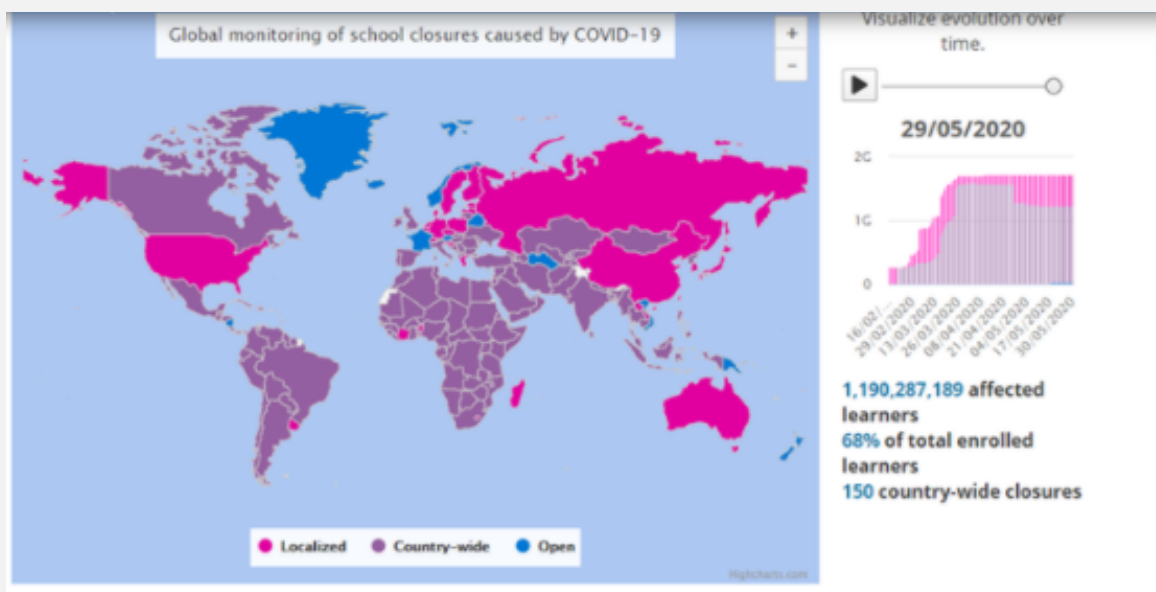 Global monitoring of school closures caused by COVID-19
+
−
Visualize evolution over
time.
29/05/2020
2G
1G
0
16/02/...
29/02/2020
13/03/2020
26/03/2020
08/04/2020
21/04/2020
04/05/2020
17/05/2020
30/05/2020
1,190,287,189 affected
learners
68% of total enrolled
learners
150 country-wide closures
Localized Country-wide Open
Highcharts.com